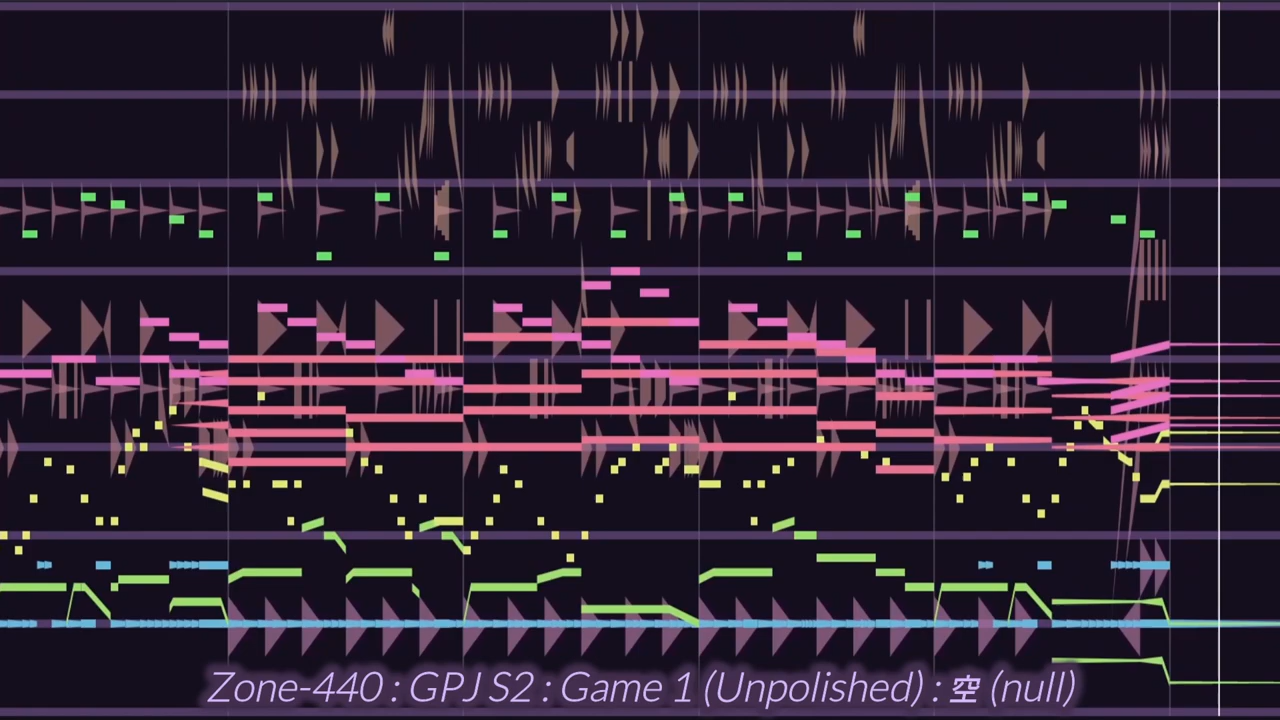 Zone-440 : GPJ S2 : Game 1 (Unpolished) : 空 (null)